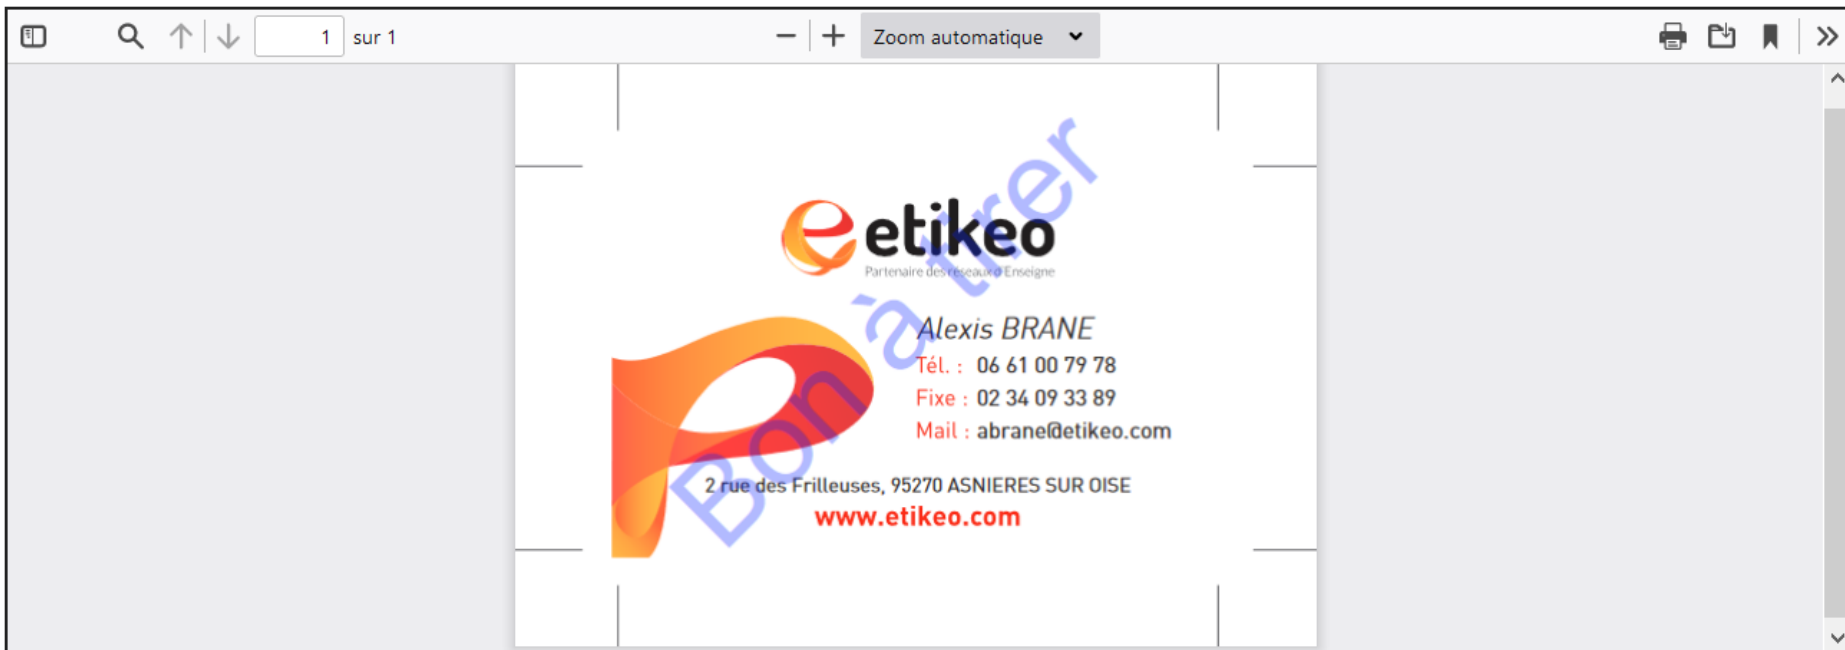 1 sur 1 Zoom automatique
etikeo
Partenaire des réseaux d'Enseigne
Alexis BRANE
Tél. : 06 61 00 79 78
Fixe : 02 34 09 33 89
Mail : abrane@etikeo.com
2 rue des Frilleuses, 95270 ASNIERES SUR OISE
www.etikeo.com
Bon à tirer